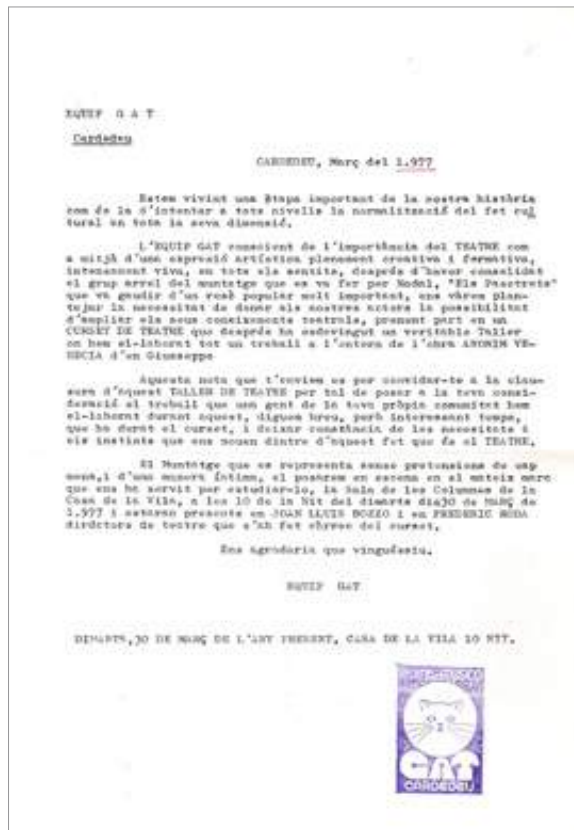 EQUIP G A T
Cardedeu
CARDEDEU, Març del 1.977
Estem vivint una etapa important de la nostra història
com és la d'intentar a tots nivells la normalització del fet cul
tural en tota la seva dimensió.
L'EQUIP GAT conscient de l'importància del TEATRE com
a mitjà d'una expressió artística plenament creativa i formativa,
intensament viva, en tots els sentits, després d'haver consolidat
el grup arrel del muntatge que es va fer per Nadal, "Els Pastrets"
que va gaudir d'un ressò popular molt important, ens vàrem plan-
tejar la necessitat de donar als nostres actors la possibilitat
d'ampliar els seus coneixements teatrals, prenent part en un
CURSET DE TEATRE que després ha esdevingut un veritable Taller
on hem el·laborat tot un treball a l'entorn de l'obra ANONIM VE-
NECIA d'en Giusseppe
Aquesta nota que t'enviem es per convidar-te a la clau-
sura d'aquest TALLER DE TEATRE per tal de posar a la teva consi-
deració el treball que uns gent de la teva pròpia comunitat hem
el·laborat durant aquest, diguem breu, però interessant temps,
que ha durat el curset, i deixar constància de les necessitats i
els instints que ens mouen dintre d'aquest fet que és el TEATRE.
El Muntatge que es representa sense pretensions de cap
mena, i d'una manera íntima, el posarem en escena en el mateix marc
que ens ha servit per estudiar-lo, la Sala de les Columnes de la
Casa de la Vila, a les 10 de la Nit del dimarts dia 30 de MARÇ de
1.977 i estaran presents en JOAN LLUIS BOZZO i en FREDERIC RODA
directors de teatre que s'ha fet càrrec del curset.
Ens agradaria que vinguéssiu.
EQUIP GAT
DIMARTS, 30 DE MARÇ DE L'ANY PRESENT, CASA DE LA VILA 10 NIT.
GAT
CARDEDEU